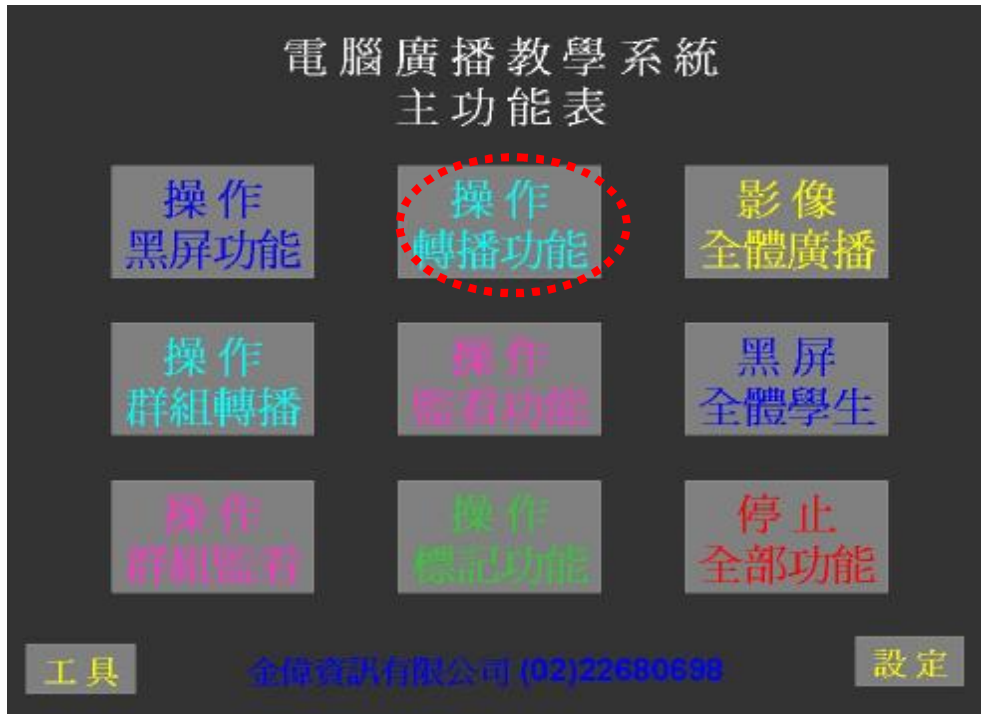 電腦廣播教學系統
主功能表
操作
黑屏功能
操作
轉播功能
影像
全體廣播
操作
群組轉播
操作
監看功能
黑屏
全體學生
操作
群組監看
操作
標記功能
停止
全部功能
工具
金偉資訊有限公司 (02)22680698
設定